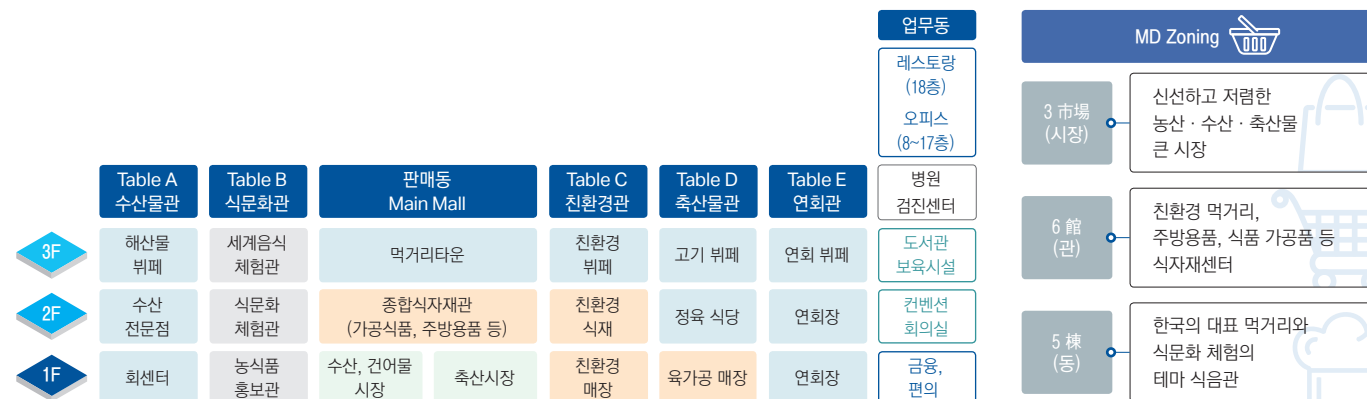 업무동
레스토랑
(18층)
오피스
(8~17층)
Table A
수산물관
Table B
식문화관
판매동
Main Mall
Table C
친환경관
Table D
축산물관
Table E
연회관
병원
검진센터
3F
해산물
뷔페
세계음식
체험관
먹거리타운
친환경
뷔페
고기 뷔페
연회 뷔페
도서관
보육시설
2F
수산
전문점
식문화
체험관
종합식자재관
(가공식품, 주방용품 등)
친환경
식재
정육 식당
연회장
컨벤션
회의실
1F
회센터
농식품
홍보관
수산, 건어물
시장
축산시장
친환경
매장
육가공 매장
연회장
금융,
편의
MD Zoning
3 市場
(시장)
신선하고 저렴한
농산 · 수산 · 축산물
큰 시장
6 館
(관)
친환경 먹거리,
주방용품, 식품 가공품 등
식자재센터
5 棟
(동)
한국의 대표 먹거리와
식문화 체험의
테마 식음관